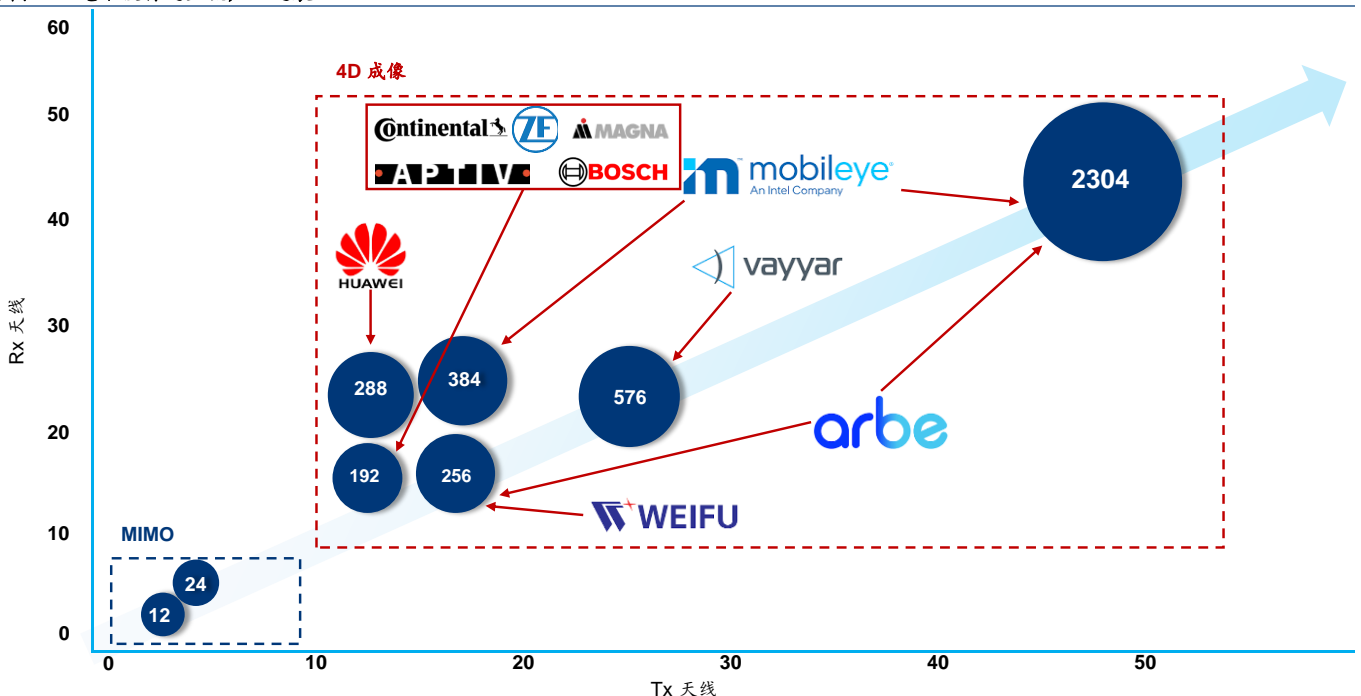 60
4D 成像
50
Continental
ZF
MAGNA
APTIV
BOSCH
mobileye™
An Intel Company
2304
40
HUAWEI
vayyar
30
Rx 天线
288
384
576
arbe
20
192
256
WEIFU
10
MIMO
24
12
0
0
10
20
30
40
50
Tx 天线